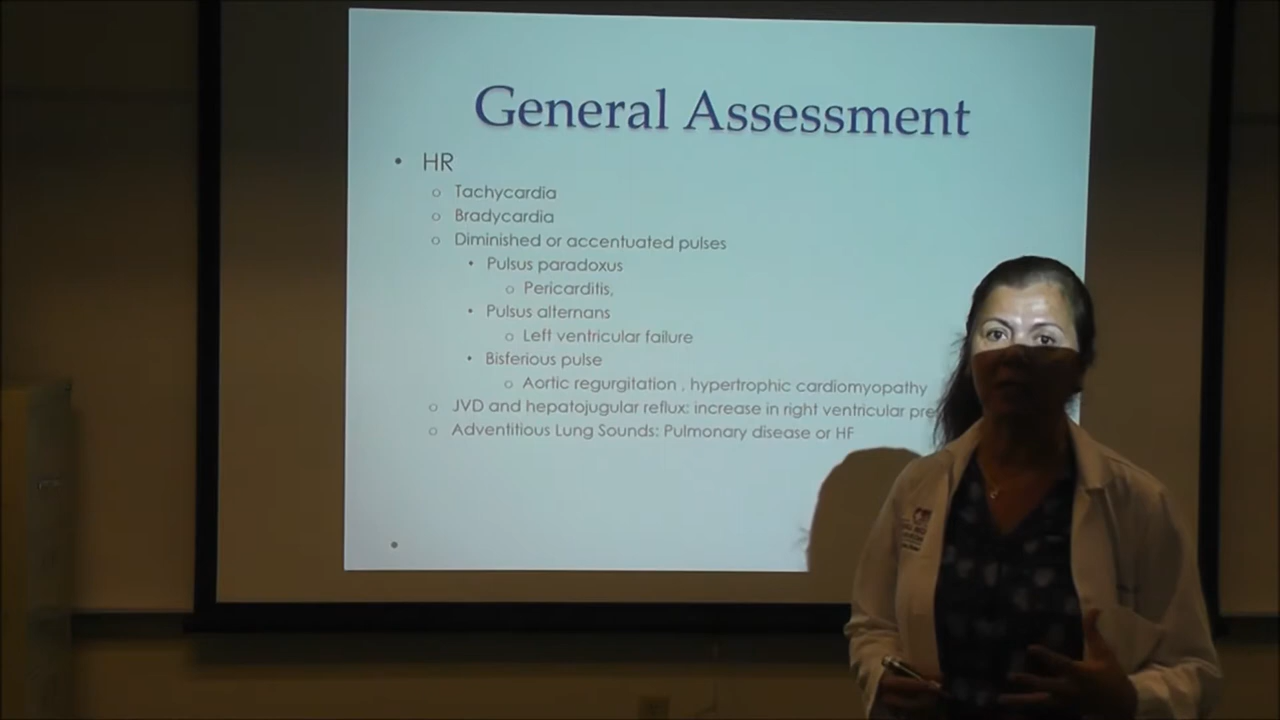 General Assessment
• HR
o Tachycardia
o Bradycardia
o Diminished or accentuated pulses
• Pulsus paradoxus
o Pericarditis,
• Pulsus alternans
o Left ventricular failure
• Bisferious pulse
o Aortic regurgitation , hypertrophic cardiomyopathy
o JVD and hepatojugular reflux: increase in right ventricular pre
o Adventitious Lung Sounds: Pulmonary disease or HF
•